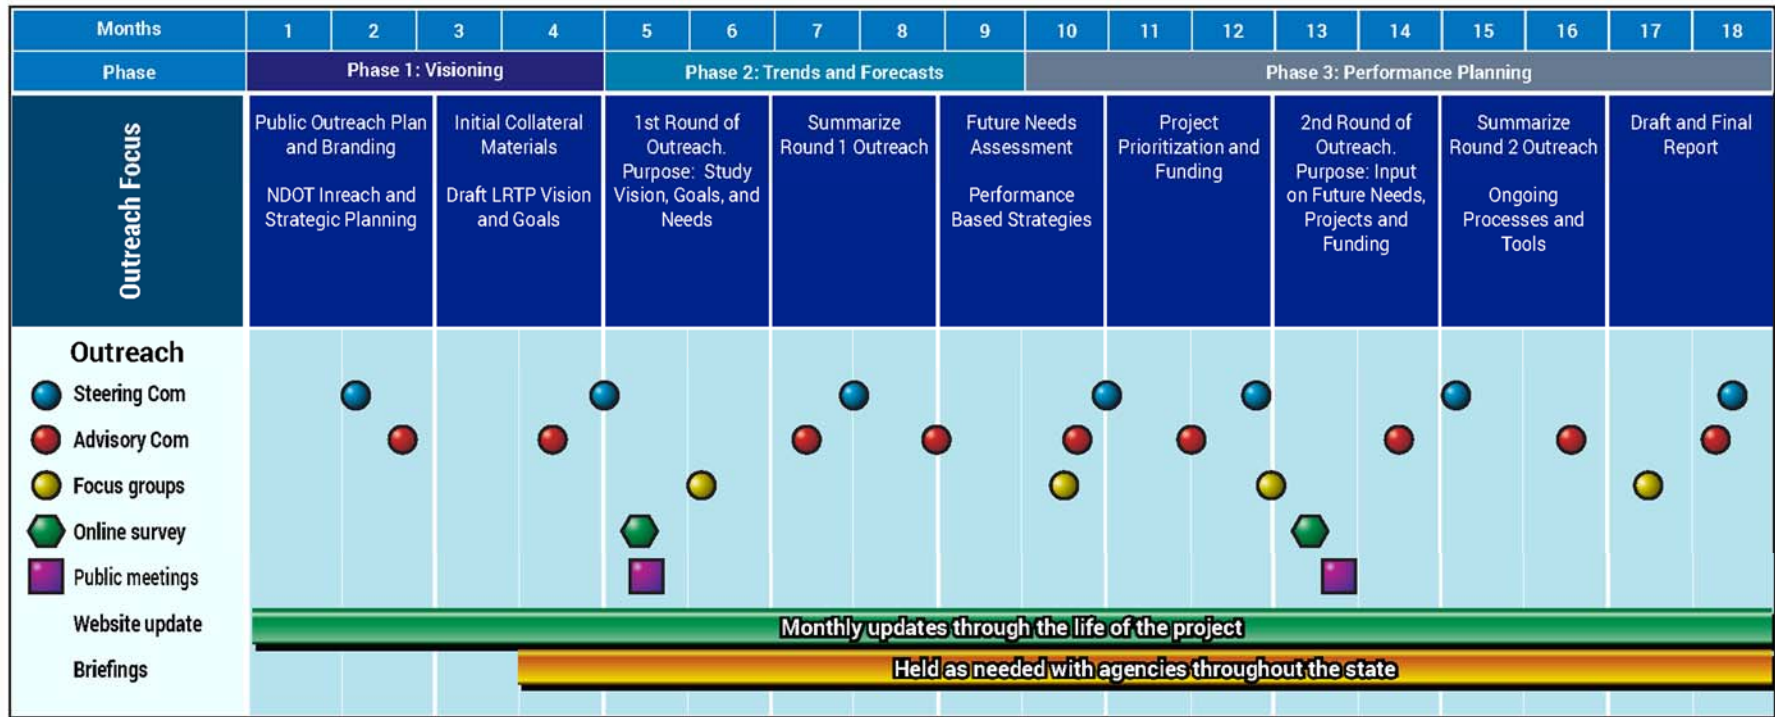 Months 1 2 3 4 5 6 7 8 9 10 11 12 13 14 15 16 17 18
Phase Phase 1: Visioning Phase 2: Trends and Forecasts Phase 3: Performance Planning
Outreach Focus
Public Outreach Plan
and Branding
NDOT Inreach and
Strategic Planning
Initial Collateral
Materials
Draft LRTP Vision
and Goals
1st Round of
Outreach.
Purpose: Study
Vision, Goals, and
Needs
Summarize
Round 1 Outreach
Future Needs
Assessment
Performance
Based Strategies
Project
Prioritization and
Funding
2nd Round of
Outreach.
Purpose: Input
on Future Needs,
Projects and
Funding
Summarize
Round 2 Outreach
Ongoing
Processes and
Tools
Draft and Final
Report
Outreach
Steering Com
Advisory Com
Focus groups
Online survey
Public meetings
Website update
Monthly updates through the life of the project
Briefings
Held as needed with agencies throughout the state